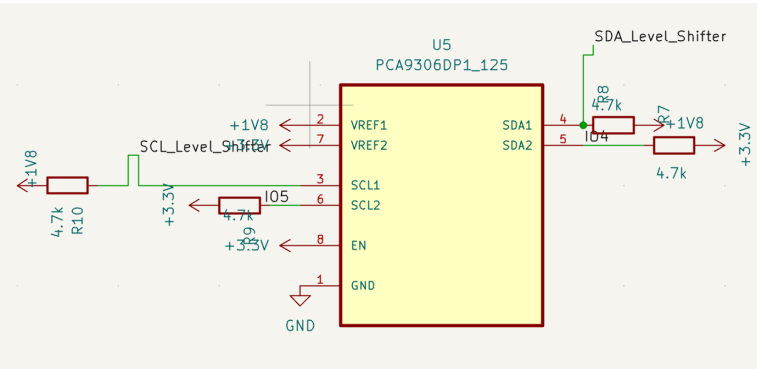 SDA_Level_Shifter
U5
PCA9306DP1_125
R8
4.7k
R7
+1V8
2
VREF1
SDA1
4
+1V8
IO4
+3.3V
7
VREF2
SDA2
5
+3.3V
SCL_Level_Shifter
4.7k
+1V8
3
SCL1
IO5
6
SCL2
+3.3V
4.7k
4.7k
R10
R9
+3.3V
8
EN
1
GND
GND